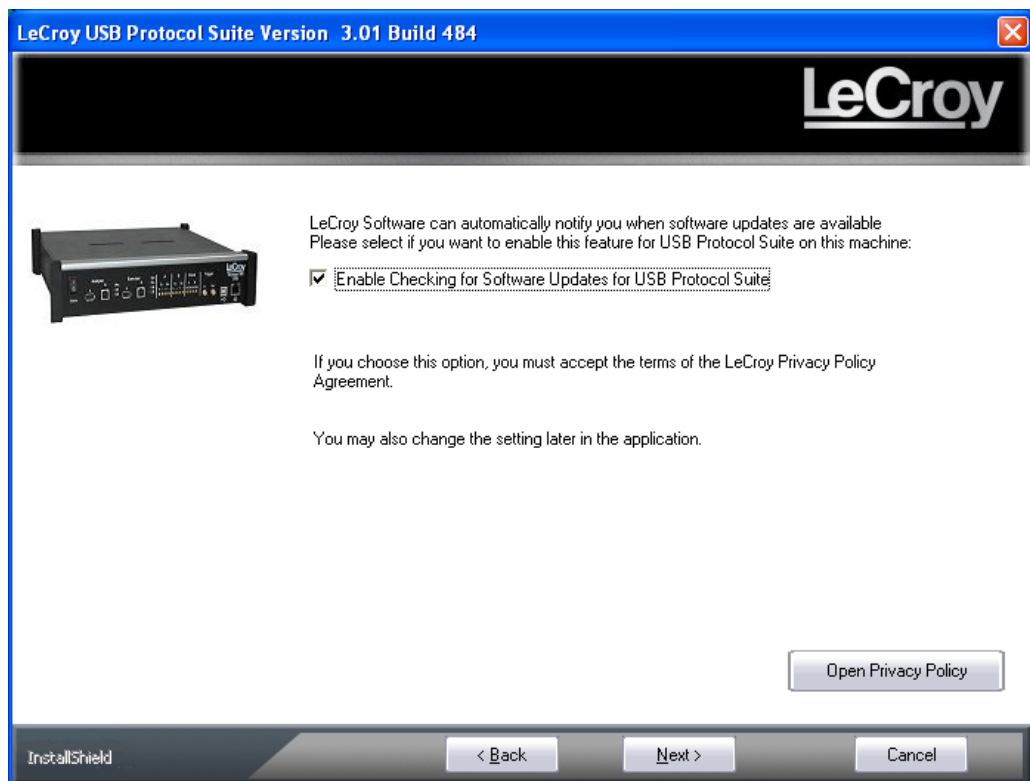 LeCroy USB Protocol Suite Version 3.01 Build 484
LeCroy
LeCroy Software can automatically notify you when software updates are available
Please select if you want to enable this feature for USB Protocol Suite on this machine:
Enable Checking for Software Updates for USB Protocol Suite
If you choose this option, you must accept the terms of the LeCroy Privacy Policy
Agreement.
You may also change the setting later in the application.
Open Privacy Policy
InstallShield
< Back
Next >
Cancel